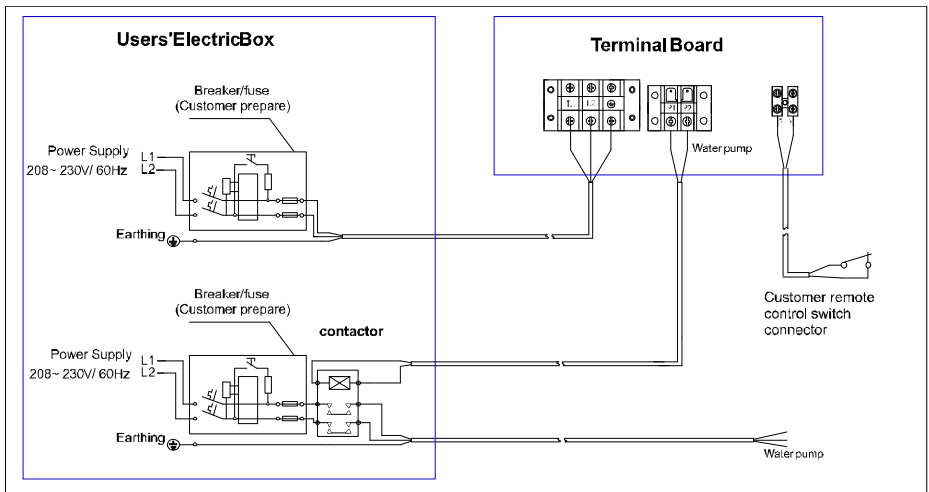 Users'ElectricBox
Terminal Board
Breaker/fuse
(Customer prepare)
Power Supply L1
208~ 230V/ 60Hz L2
Earthing
L1 L2
P1 P2
Water pump
Breaker/fuse
(Customer prepare)
contactor
Customer remote
control switch
connector
Power Supply L1
208~ 230V/ 60Hz L2
Earthing
Water pump